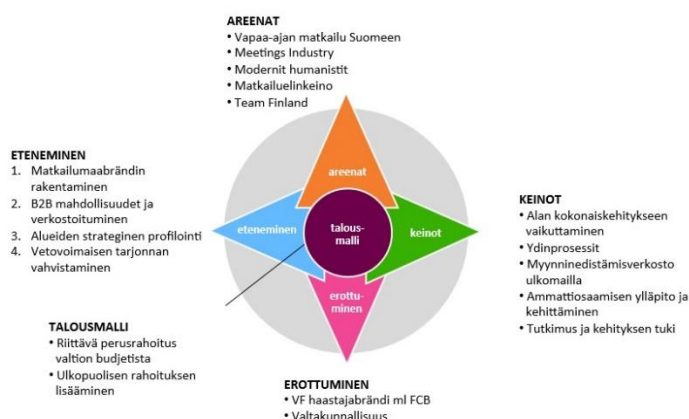 AREENAT
• Vapaa-ajan matkailu Suomeen
• Meetings Industry
• Modernit humanistit
• Matkailuelinkeino
• Team Finland
ETENEMINEN
1. Matkailumaabrändin
rakentaminen
2. B2B mahdollisuudet ja
verkostoituminen
3. Alueiden strateginen profilointi
4. Vetovoimaisen tarjonnan
vahvistaminen
areenat
eteneminen
talous-
malli
keinot
erottu-
minen
KEINOT
• Alan kokonaiskehitykseen
vaikuttaminen
• Ydinprosessit
• Myynninedistämisverkosto
ulkomailla
• Ammattiosaamisen ylläpito ja
kehittäminen
• Tutkimus ja kehityksen tuki
TALOUSMALLI
• Riittävä perusrahoitus
valtion budjetista
• Ulkopuolisen rahoituksen
lisääminen
EROTTUMINEN
• VF haastajabrändi ml FCB
• Valtakunnallisuus